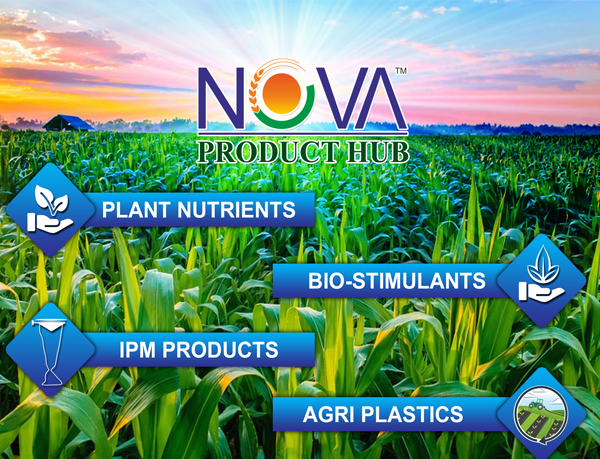 NOVA™
PRODUCT HUB
PLANT NUTRIENTS
BIO-STIMULANTS
IPM PRODUCTS
AGRI PLASTICS